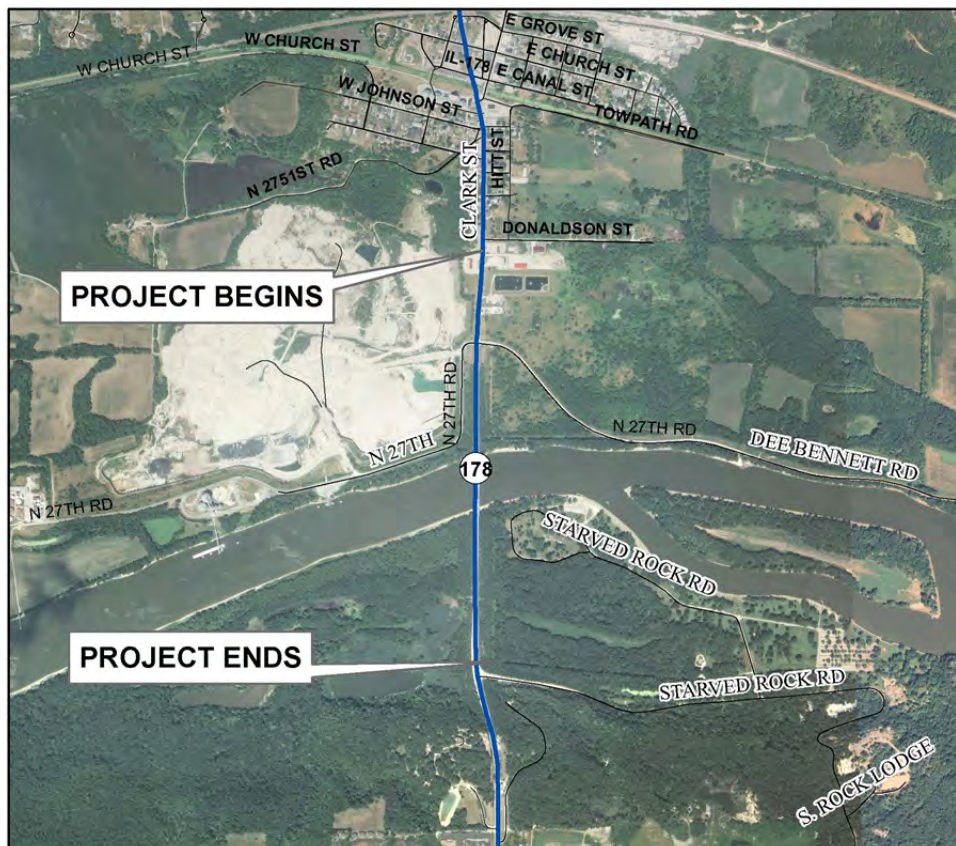 E GROVE ST
W CHURCH ST
W CHURCH ST
E CHURCH ST
IL-178
E CANAL ST
W JOHNSON ST
TOWPATH RD
HITT ST
N 2751ST RD
CLARK ST
DONALDSON ST
PROJECT BEGINS
N 27TH RD
N 27TH RD
DEE BENNETT RD
N 27TH
178
N 27TH RD
STARVED ROCK RD
PROJECT ENDS
STARVED ROCK RD
S. ROCK LODGE